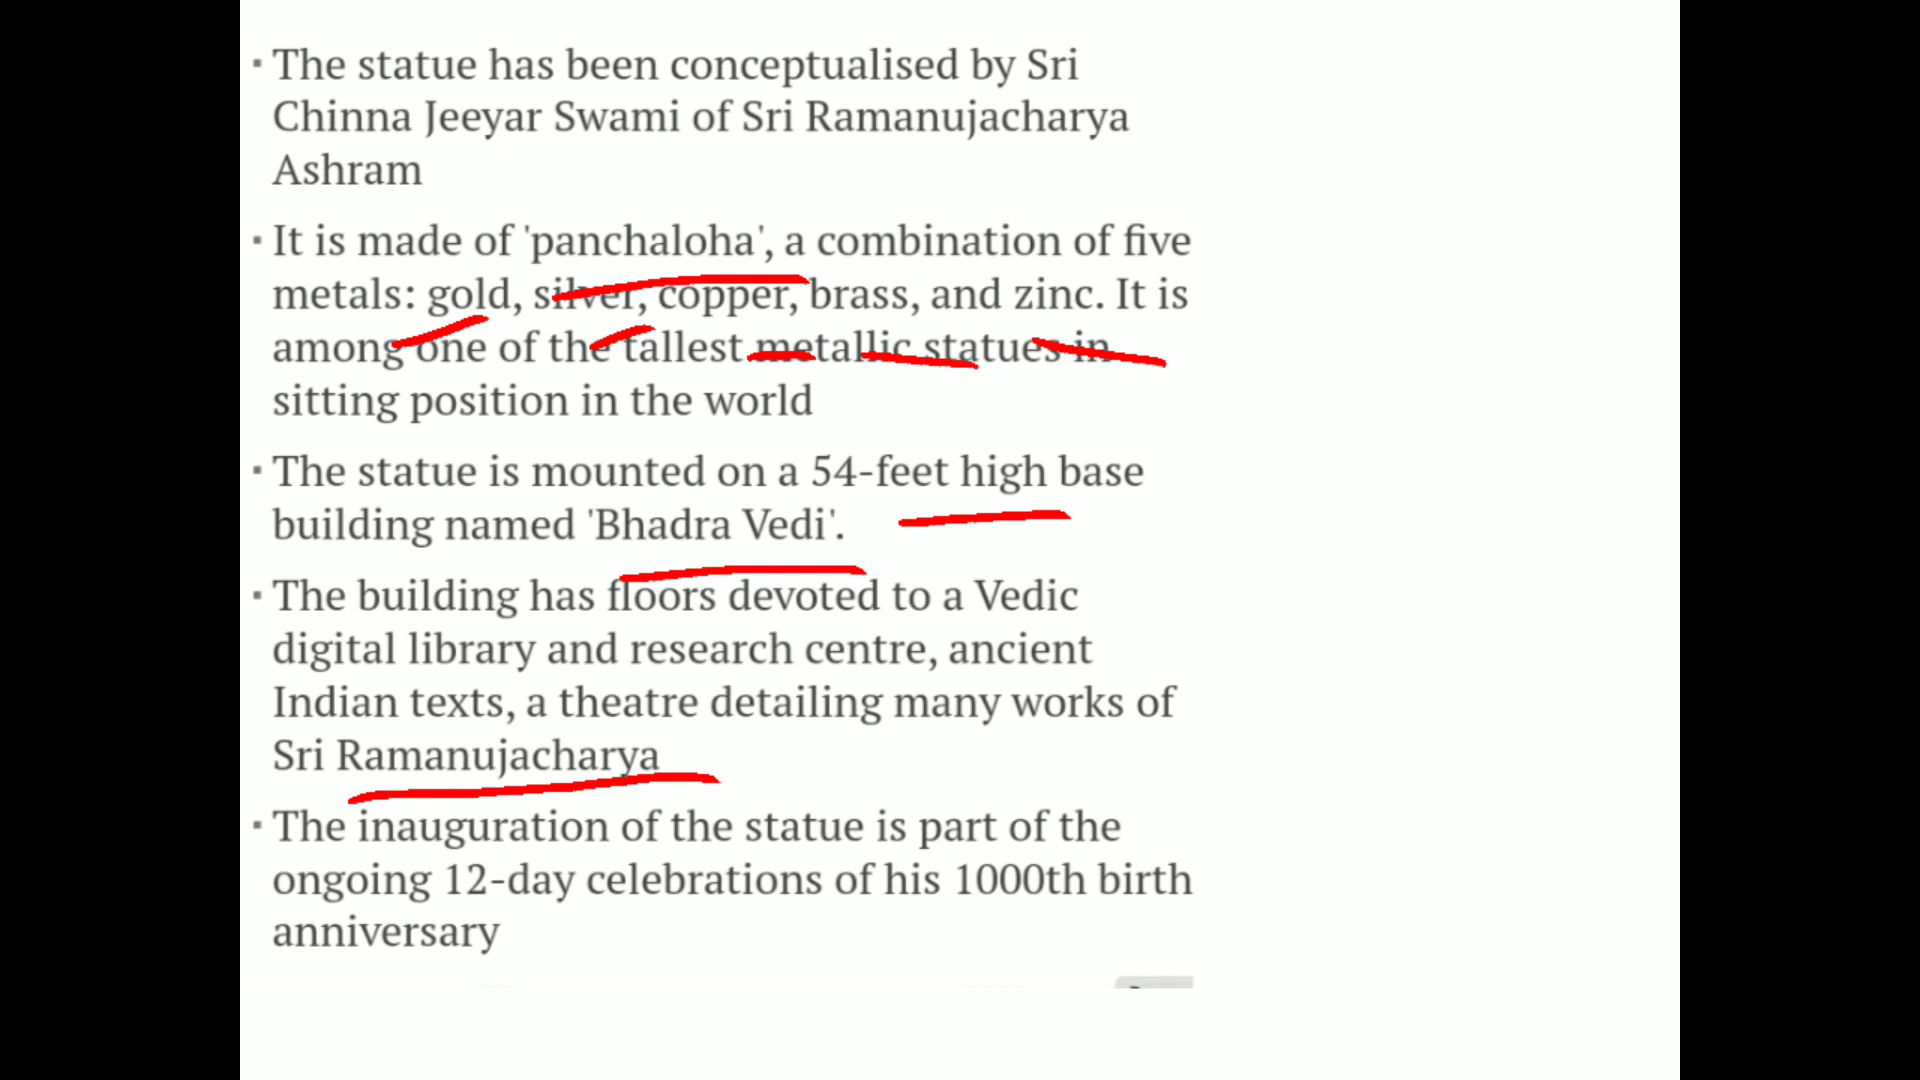 ▪ The statue has been conceptualised by Sri
Chinna Jeeyar Swami of Sri Ramanujacharya
Ashram
▪ It is made of 'panchaloha', a combination of five
metals: gold, silver, copper, brass, and zinc. It is
among one of the tallest metallic statues in
sitting position in the world
▪ The statue is mounted on a 54-feet high base
building named 'Bhadra Vedi'.
▪ The building has floors devoted to a Vedic
digital library and research centre, ancient
Indian texts, a theatre detailing many works of
Sri Ramanujacharya
▪ The inauguration of the statue is part of the
ongoing 12-day celebrations of his 1000th birth
anniversary